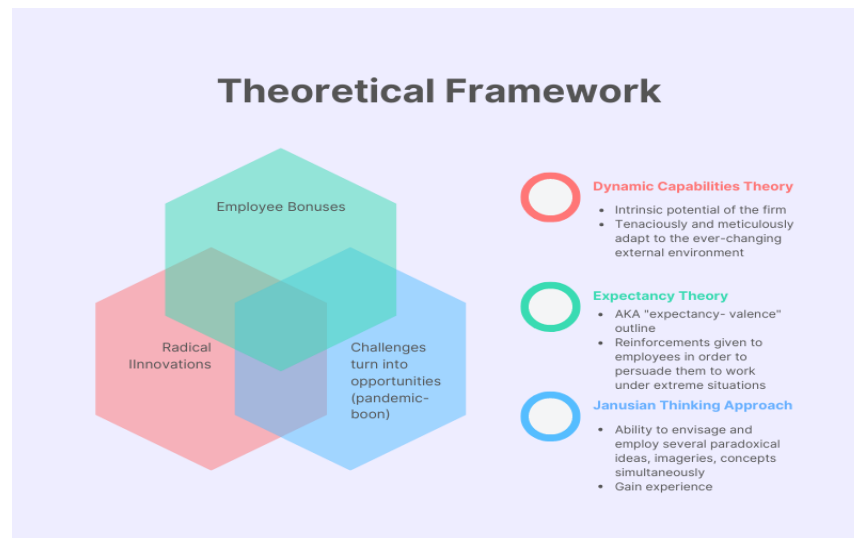 Theoretical Framework
Employee Bonuses
Radical
IInnovations
Challenges
turn into
opportunities
(pandemic-
boon)
Dynamic Capabilities Theory
• Intrinsic potential of the firm
• Tenaciously and meticulously
adapt to the ever-changing
external environment
Expectancy Theory
• AKA "expectancy- valence"
outline
• Reinforcements given to
employees in order to
persuade them to work
under extreme situations
Janusian Thinking Approach
• Ability to envisage and
employ several paradoxical
ideas, imageries, concepts
simultaneously
• Gain experience